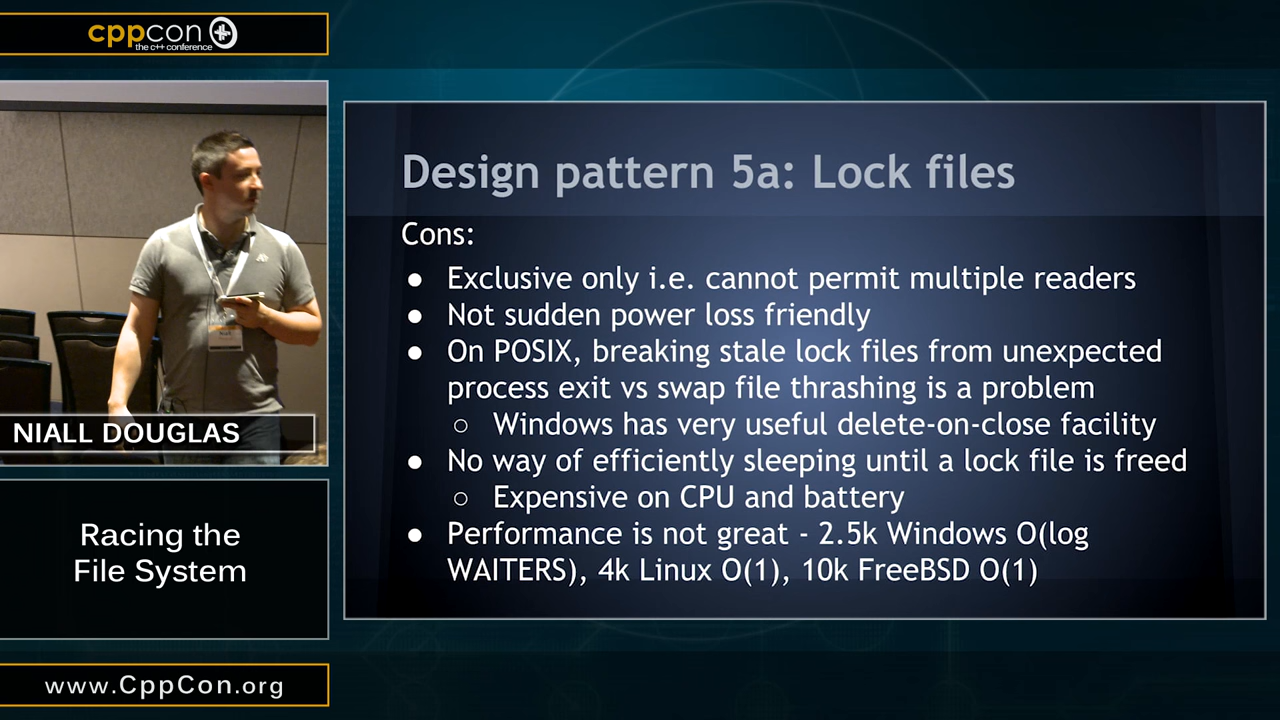 cppcon
the c++ conference
NIALL DOUGLAS
Racing the
File System
www.CppCon.org
Design pattern 5a: Lock files
Cons:
● Exclusive only i.e. cannot permit multiple readers
● Not sudden power loss friendly
● On POSIX, breaking stale lock files from unexpected
process exit vs swap file thrashing is a problem
○ Windows has very useful delete-on-close facility
● No way of efficiently sleeping until a lock file is freed
○ Expensive on CPU and battery
● Performance is not great - 2.5k Windows O(log
WAITERS), 4k Linux O(1), 10k FreeBSD O(1)